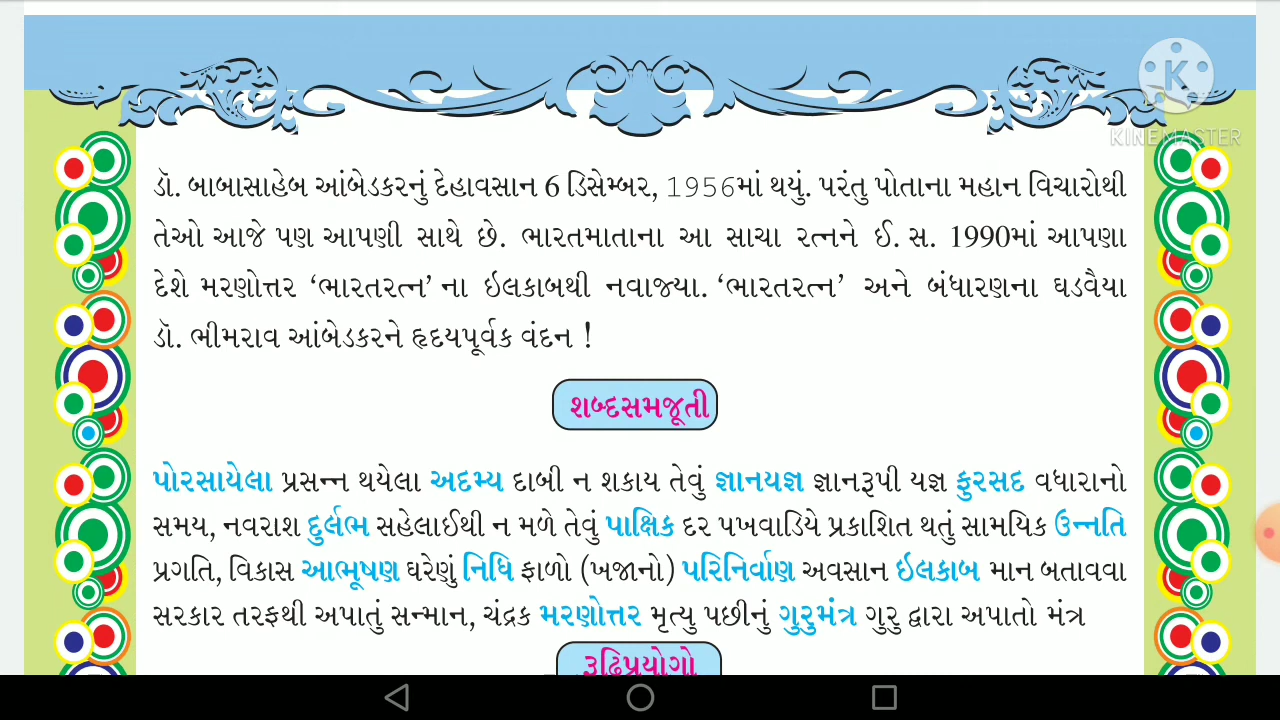 KINEMASTER
ડૉ. બાબાસાહેબ આંબેડકરનું દેહાવસાન 6 ડિસેમ્બર, 1956માં થયું. પરંતુ પોતાના મહાન વિચારોથી
તેઓ આજે પણ આપણી સાથે છે. ભારતમાતાના આ સાચા રત્નને ઈ. સ. 1990માં આપણા
દેશે મરણોત્તર ‘ભારતરત્ન’ ના ઇલકાબથી નવાજ્યા. ‘ભારતરત્ન’ અને બંધારણના ઘડવૈયા
ડૉ. ભીમરાવ આંબેડકરને હૃદયપૂર્વક વંદન !
શબ્દસમજૂતી
પોરસાયેલા પ્રસન્ન થયેલા અદમ્ય દાબી ન શકાય તેવું જ્ઞાનયજ્ઞ જ્ઞાનરૂપી યજ્ઞ ફુરસદ વધારાનો
સમય, નવરાશ દુર્લભ સહેલાઈથી ન મળે તેવું પાક્ષિક દર પખવાડિયે પ્રકાશિત થતું સામયિક ઉન્નતિ
પ્રગતિ, વિકાસ આભૂષણ ઘરેણું નિધિ ફાળો (ખજાનો) પરિનિર્વાણ અવસાન ઇલકાબ માન બતાવવા
સરકાર તરફથી અપાતું સન્માન, ચંદ્રક મરણોત્તર મૃત્યુ પછીનું ગુરુમંત્ર ગુરુ દ્વારા અપાતો મંત્ર
રૂઢિપ્રયોગો